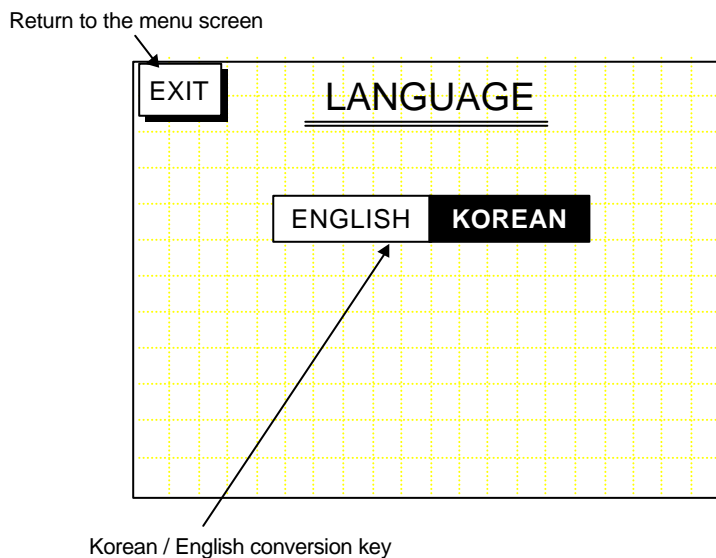 Return to the menu screen
EXIT
LANGUAGE
ENGLISH KOREAN
Korean / English conversion key